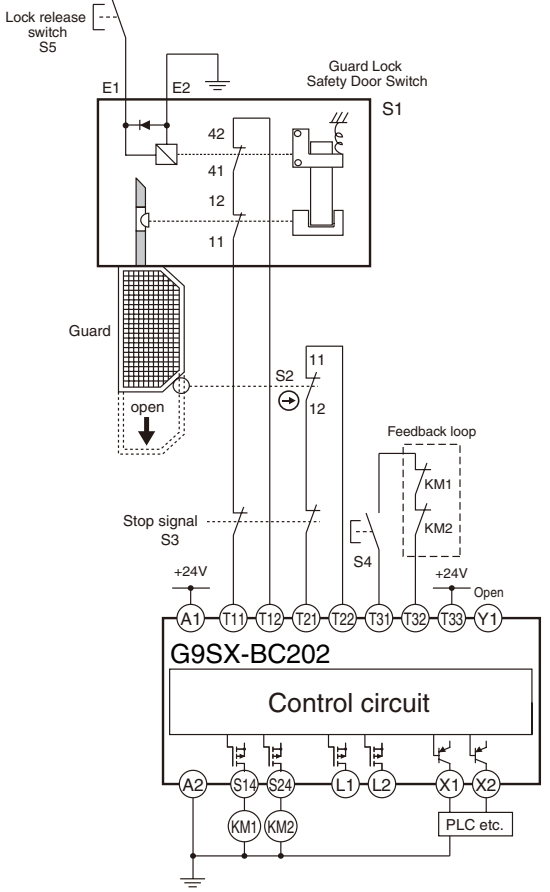 Lock release
switch
S5
E1
E2
Guard Lock
Safety Door Switch
S1
42
41
12
11
Guard
open
S2
11
12
Feedback loop
KM1
KM2
Stop signal
S3
S4
+24V
+24V
Open
A1
T11
T12
T21
T22
T31
T32
T33
Y1
G9SX-BC202
Control circuit
A2
S14
S24
L1
L2
X1
X2
KM1
KM2
PLC etc.